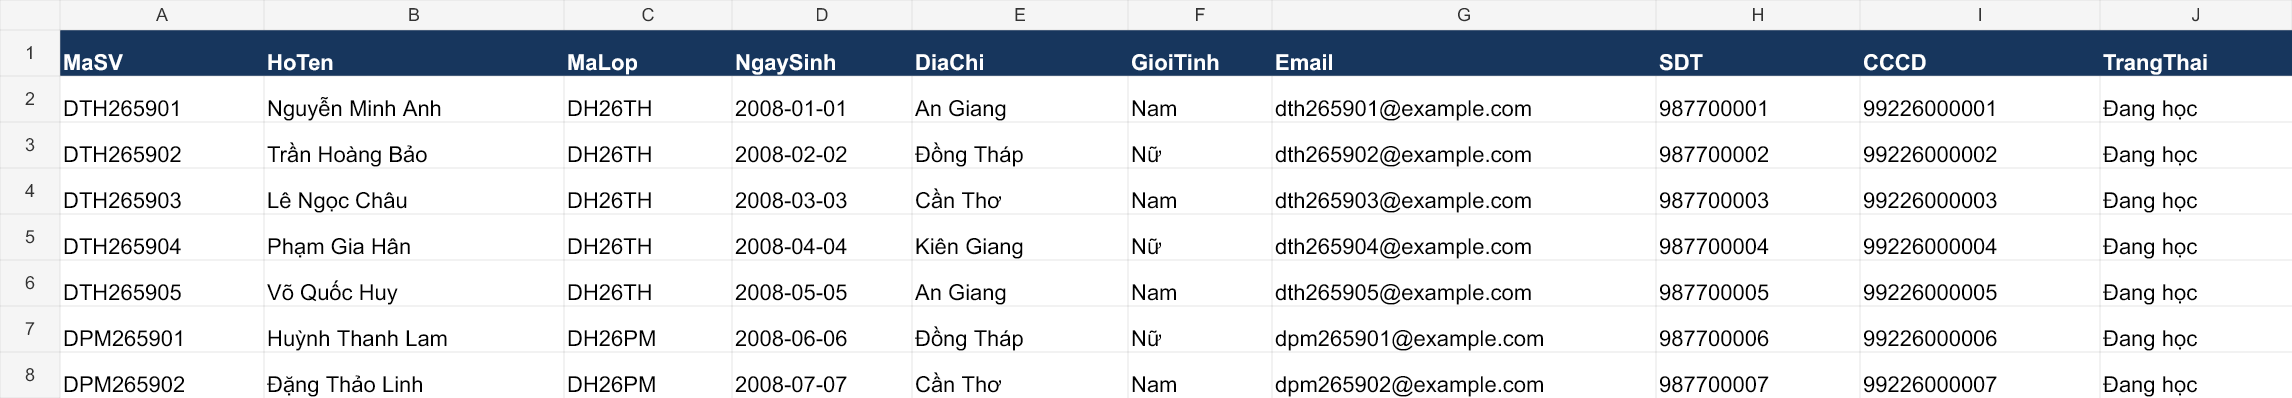 A B C D E F G H I J
1 MaSV HoTen MaLop NgaySinh DiaChi GioiTinh Email SDT CCCD TrangThai
2 DTH265901 Nguyễn Minh Anh DH26TH 2008-01-01 An Giang Nam dth265901@example.com 987700001 99226000001 Đang học
3 DTH265902 Trần Hoàng Bảo DH26TH 2008-02-02 Đồng Tháp Nữ dth265902@example.com 987700002 99226000002 Đang học
4 DTH265903 Lê Ngọc Châu DH26TH 2008-03-03 Cần Thơ Nam dth265903@example.com 987700003 99226000003 Đang học
5 DTH265904 Phạm Gia Hân DH26TH 2008-04-04 Kiên Giang Nữ dth265904@example.com 987700004 99226000004 Đang học
6 DTH265905 Võ Quốc Huy DH26TH 2008-05-05 An Giang Nam dth265905@example.com 987700005 99226000005 Đang học
7 DPM265901 Huỳnh Thanh Lam DH26PM 2008-06-06 Đồng Tháp Nữ dpm265901@example.com 987700006 99226000006 Đang học
8 DPM265902 Đặng Thảo Linh DH26PM 2008-07-07 Cần Thơ Nam dpm265902@example.com 987700007 99226000007 Đang học